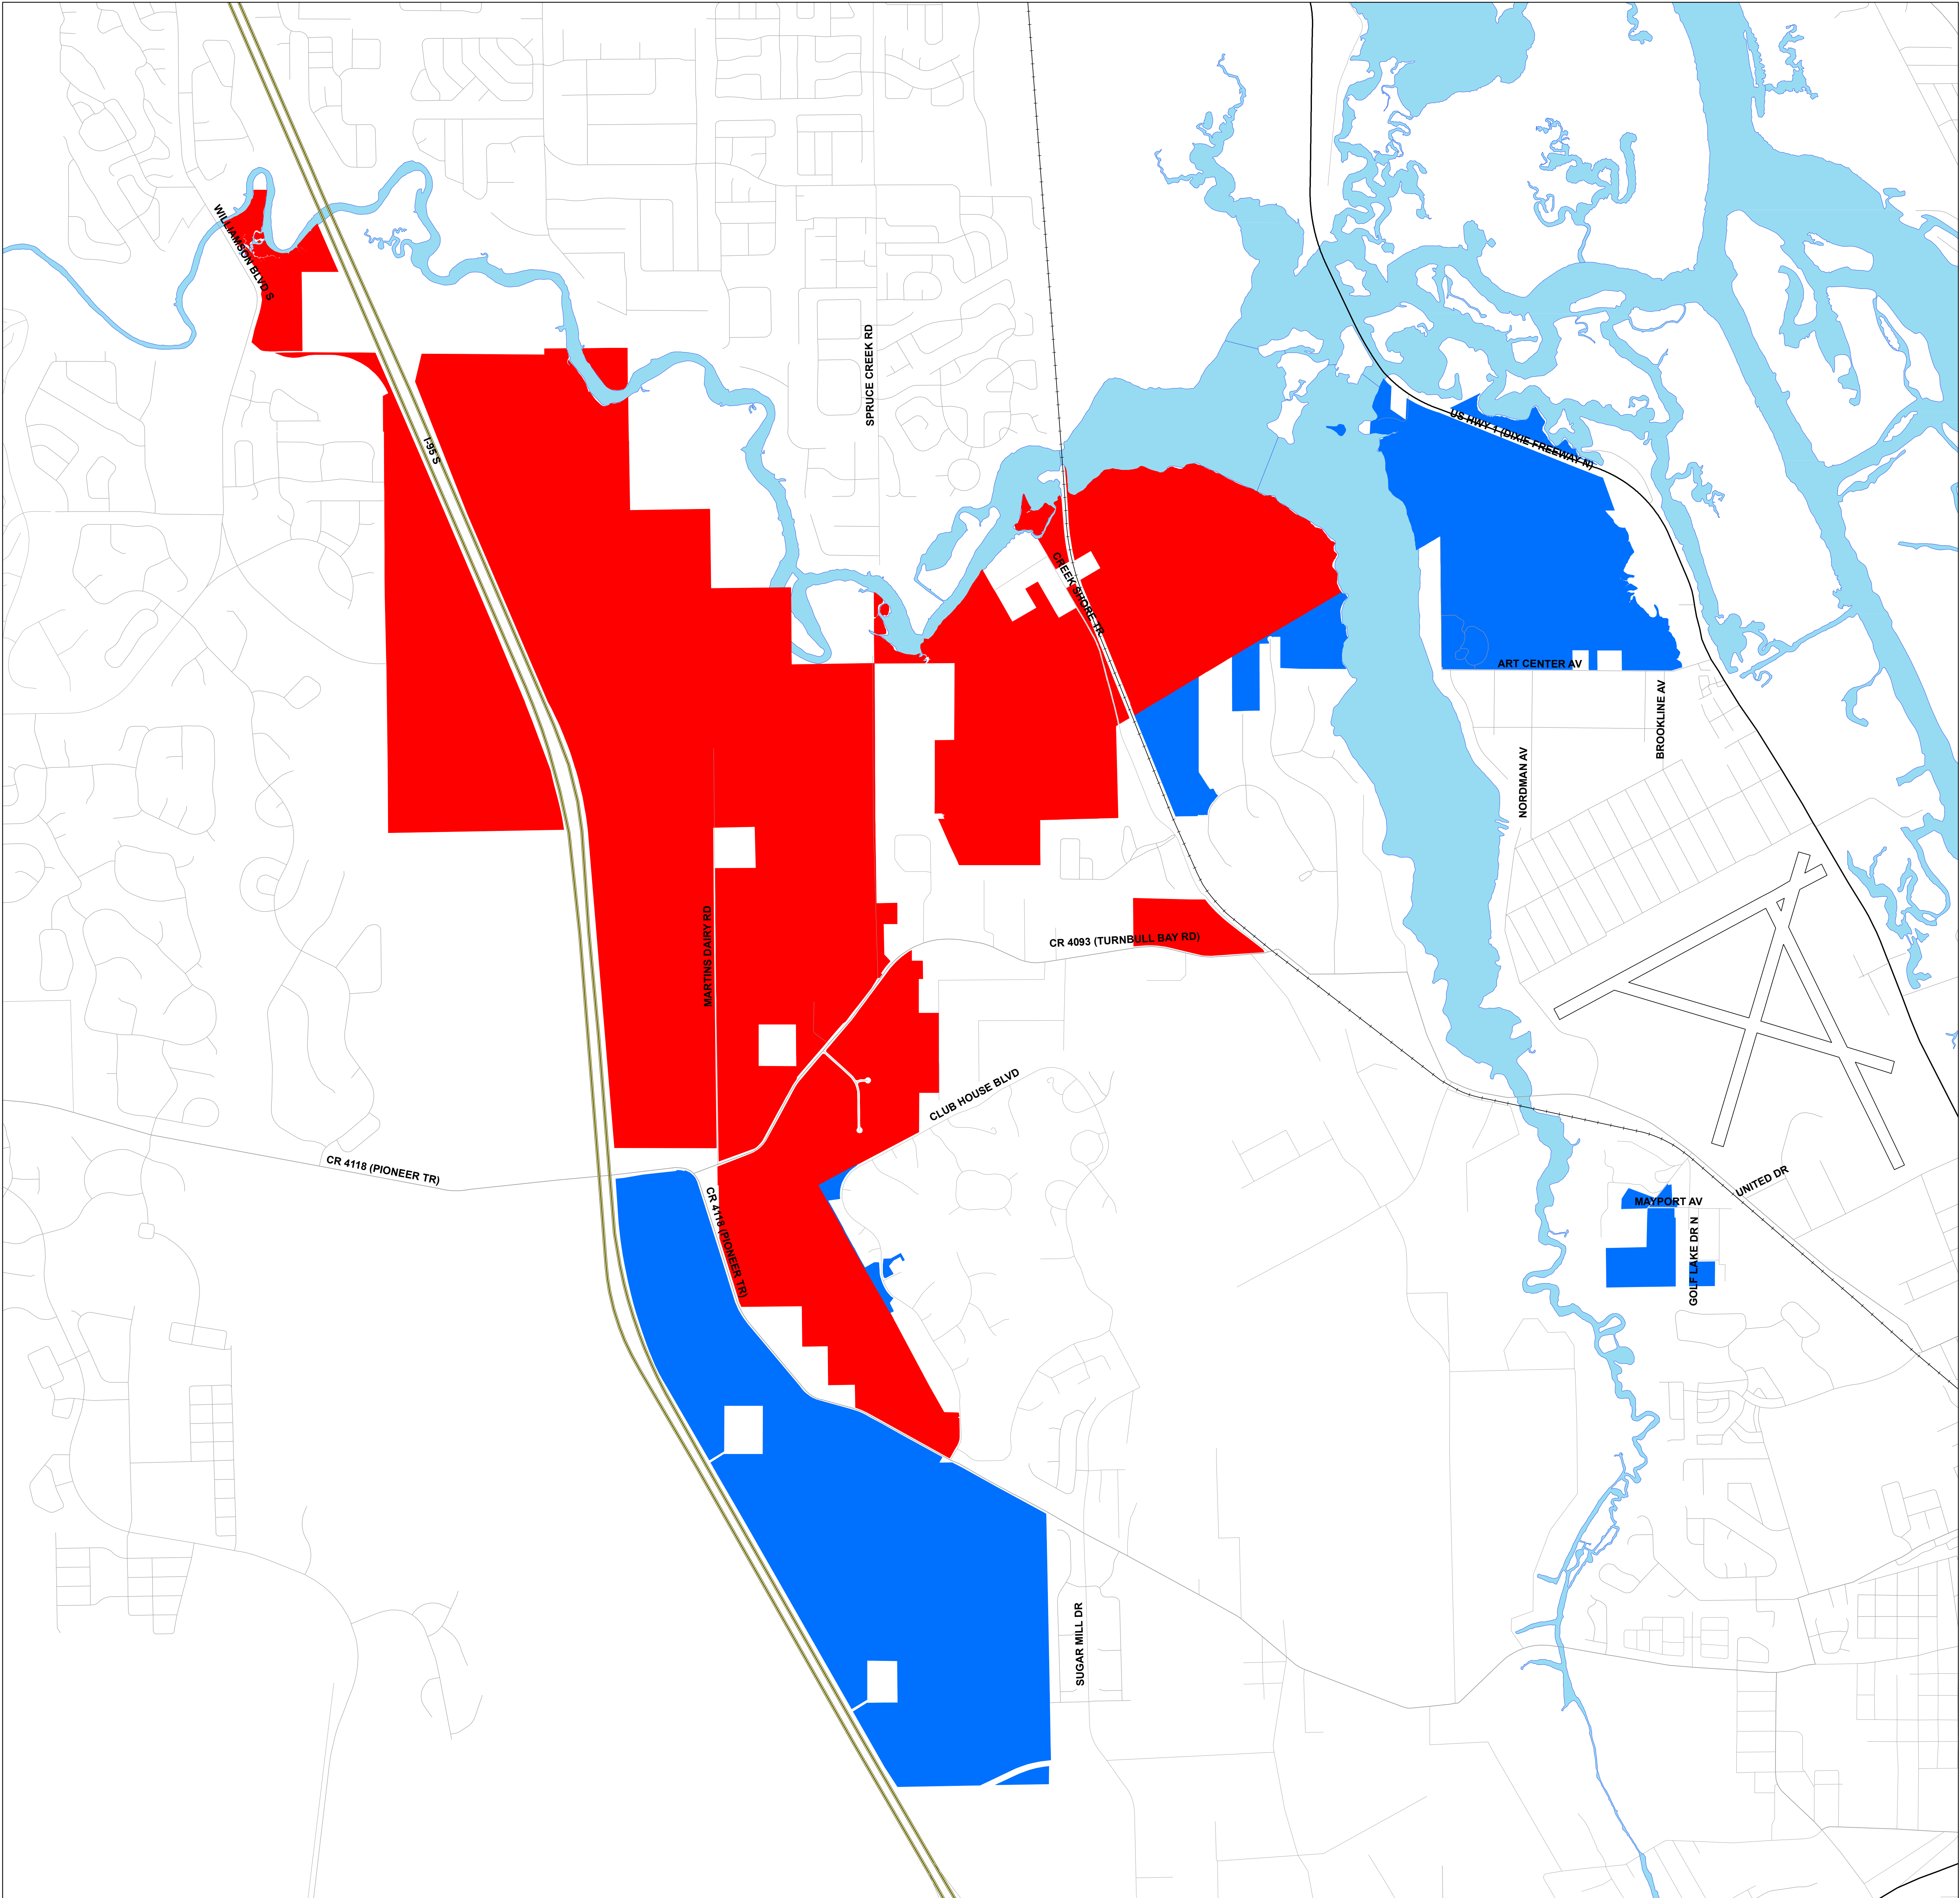 WILLIAMSON BLVD S
I-95 S
SPRUCE CREEK RD
US HWY 1 (DIXIE FREEWAY N)
CREEK SHORE TR
ART CENTER AV
BROOKLINE AV
NORDMAN AV
MARTINS DAIRY RD
CR 4093 (TURNBULL BAY RD)
CLUB HOUSE BLVD
CR 4118 (PIONEER TR)
CR 4118 (PIONEER TR)
UNITED DR
MAYPORT AV
GOLF LAKE DR N
SUGAR MILL DR